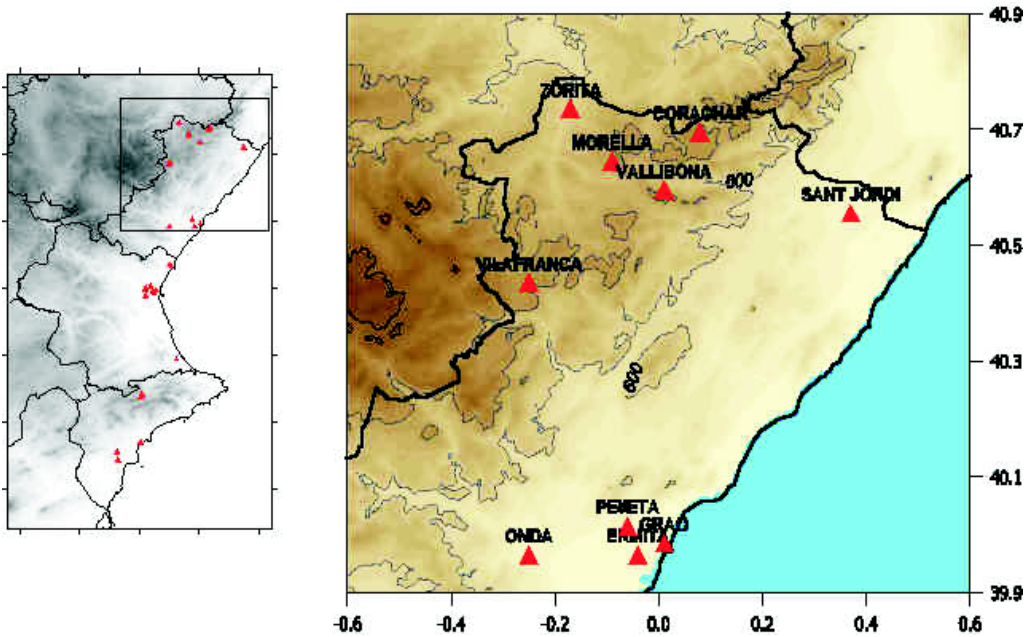 40.9
ZORITA
CORACHAR
40.7
MORELLA
VALLIBONA
600
SANT JORDI
40.5
VILAFRANCA
40.3
600
40.1
PENETA
GRAO
ONDA
ERMITA
39.9
-0.6 -0.4 -0.2 0.0 0.2 0.4 0.6